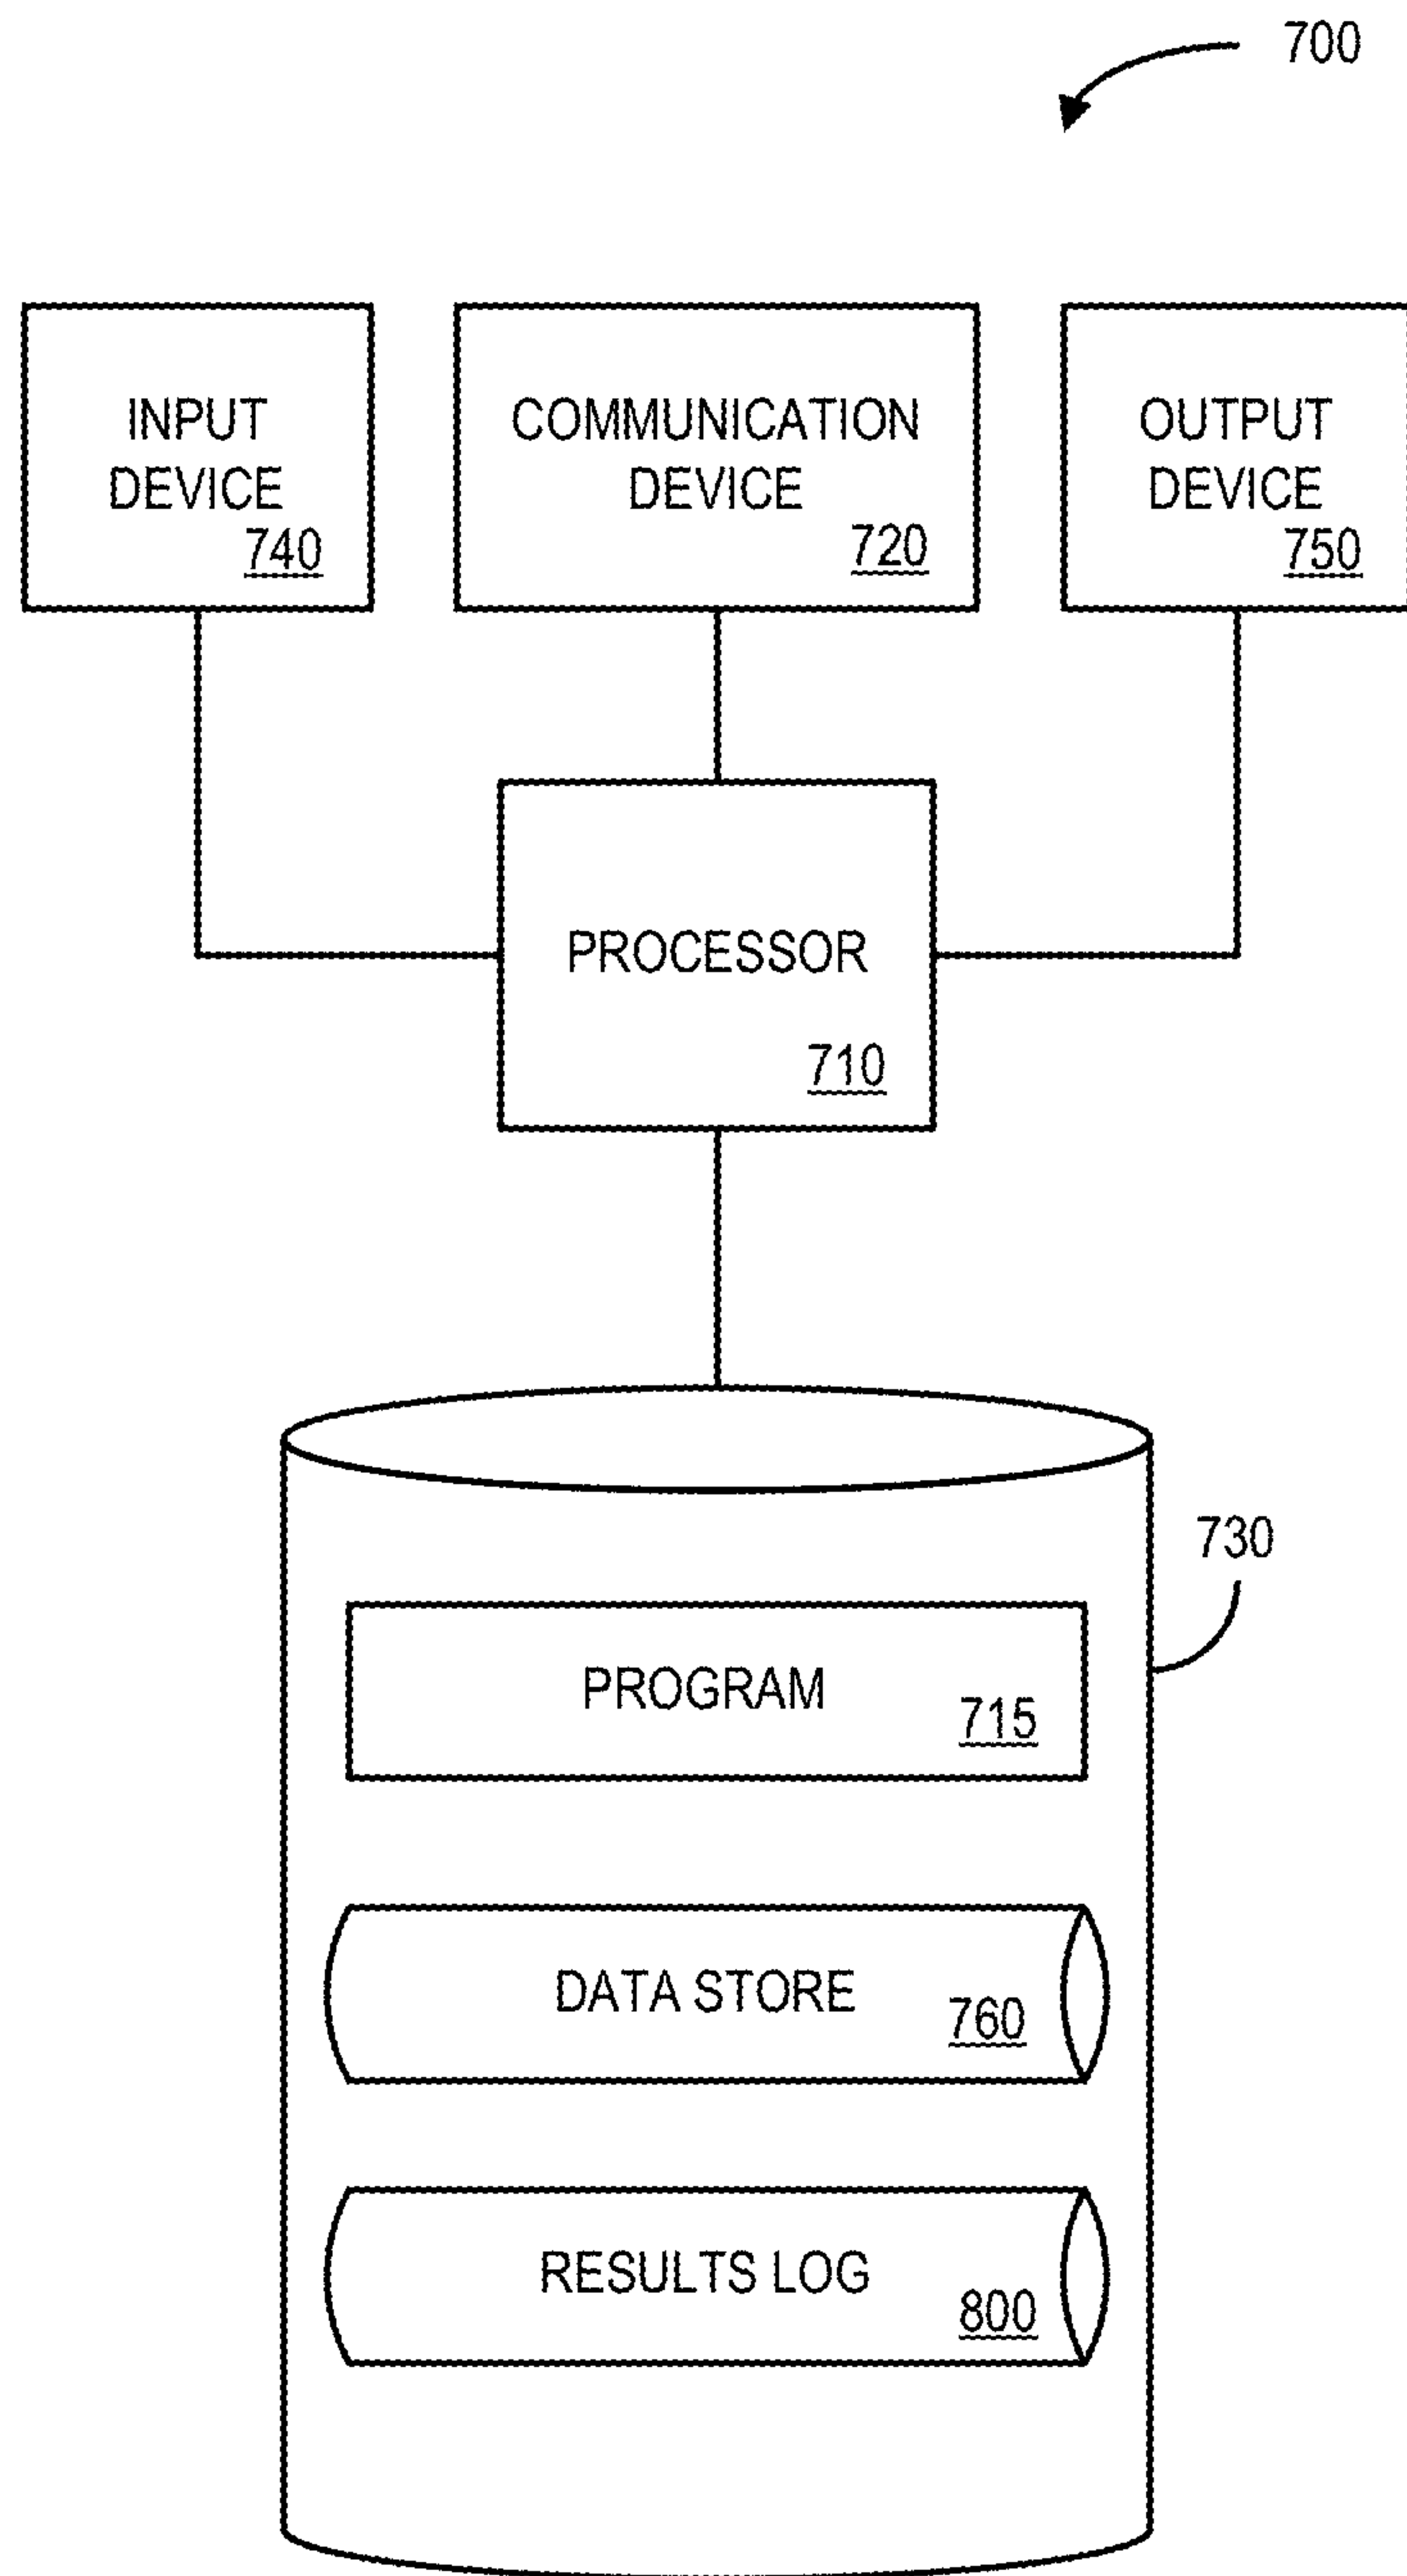 700
INPUT
DEVICE
740
COMMUNICATION
DEVICE
720
OUTPUT
DEVICE
750
PROCESSOR
710
730
PROGRAM
715
DATA STORE
760
RESULTS LOG
800